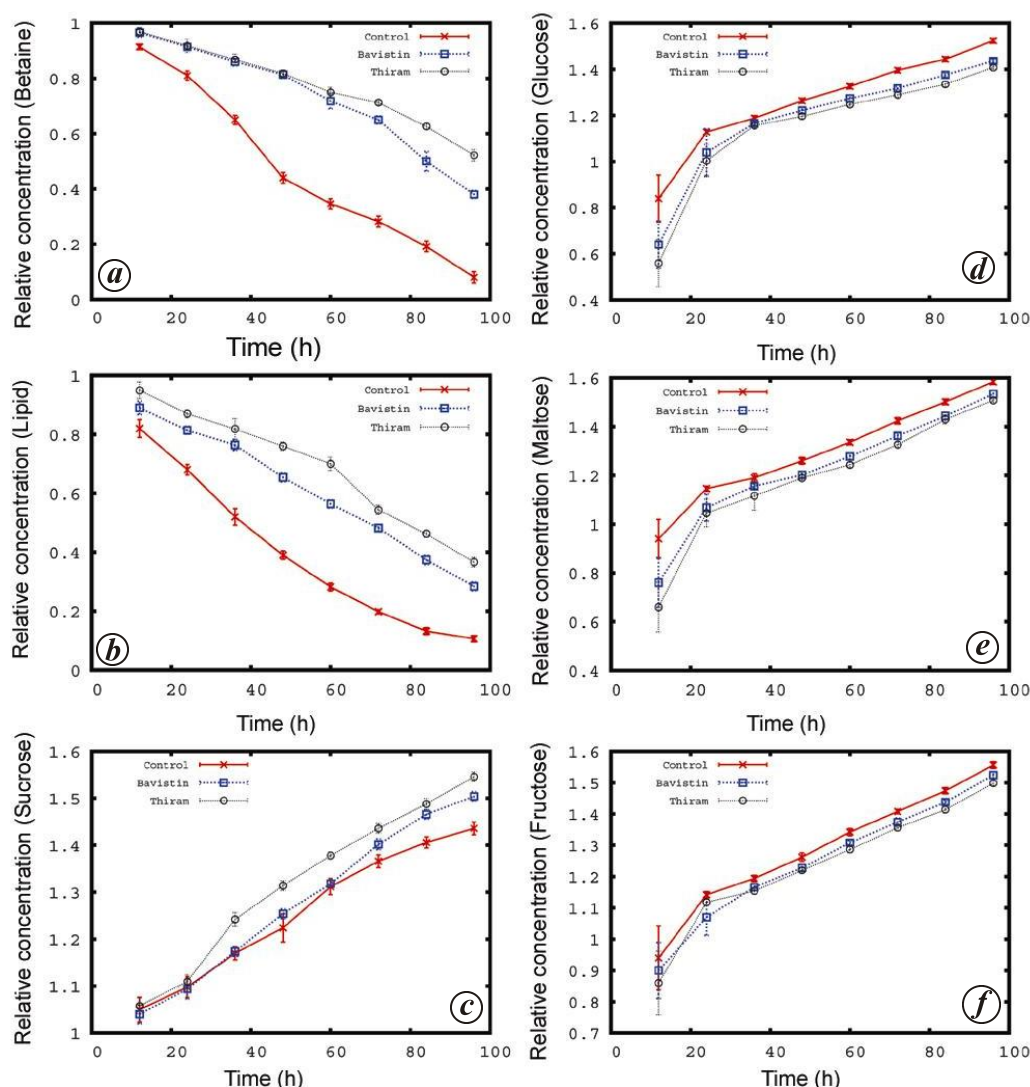 Relative concentration (Betaine)
1
0.8
0.6
0.4
0.2
0
Control
Bavistin
Thiram
a
0 20 40 60 80 100
Time (h)
Relative concentration (Glucose)
1.6
1.4
1.2
1
0.8
0.6
0.4
Control
Bavistin
Thiram
d
0 20 40 60 80 100
Time (h)
Relative concentration (Lipid)
1
0.8
0.6
0.4
0.2
0
Control
Bavistin
Thiram
b
0 20 40 60 80 100
Time (h)
Relative concentration (Maltose)
1.6
1.4
1.2
1
0.8
0.6
0.4
Control
Bavistin
Thiram
e
0 20 40 60 80 100
Time (h)
Relative concentration (Sucrose)
1.6
1.5
1.4
1.3
1.2
1.1
1
Control
Bavistin
Thiram
c
0 20 40 60 80 100
Time (h)
Relative concentration (Fructose)
1.6
1.5
1.4
1.3
1.2
1.1
1
0.9
0.8
0.7
Control
Bavistin
Thiram
f
0 20 40 60 80 100
Time (h)